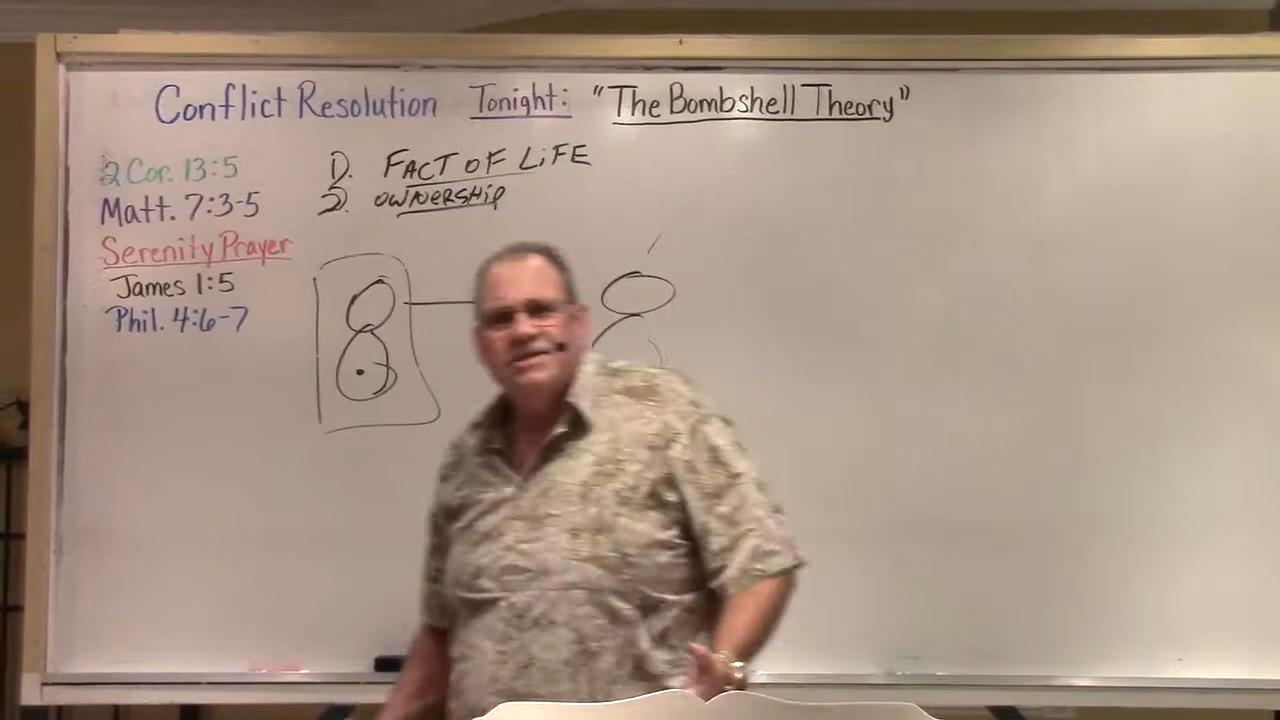 Conflict Resolution Tonight: "The Bombshell Theory"
2 Cor. 13:5
Matt. 7:3-5
Serenity Prayer
James 1:5
Phil. 4:6-7
1). FACT OF LiFE
2). OWNERSHIP